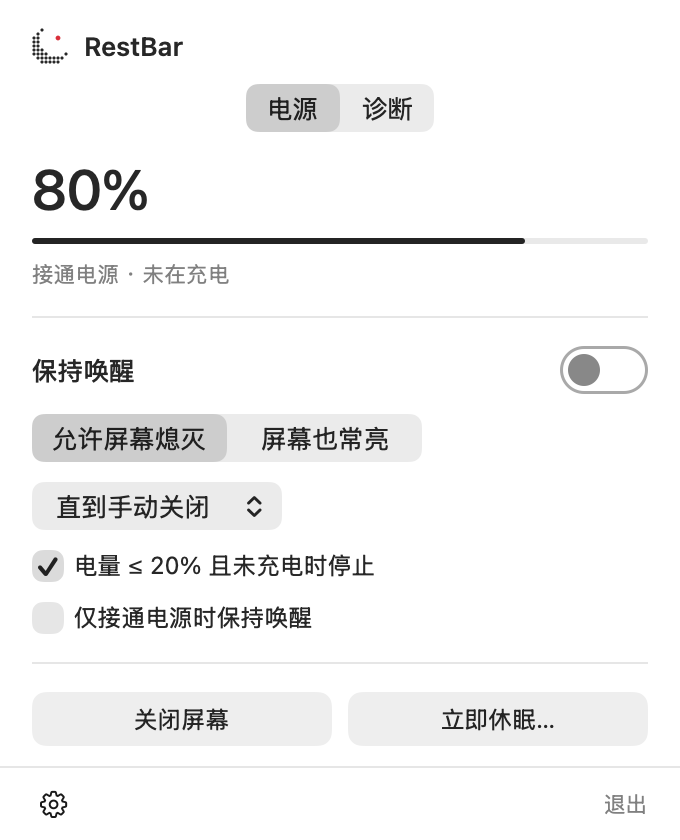 RestBar
电源 诊断
80%
接通电源 · 未在充电
保持唤醒
允许屏幕熄灭 屏幕也常亮
直到手动关闭
电量 ≤ 20% 且未充电时停止
仅接通电源时保持唤醒
关闭屏幕 立即休眠...
退出